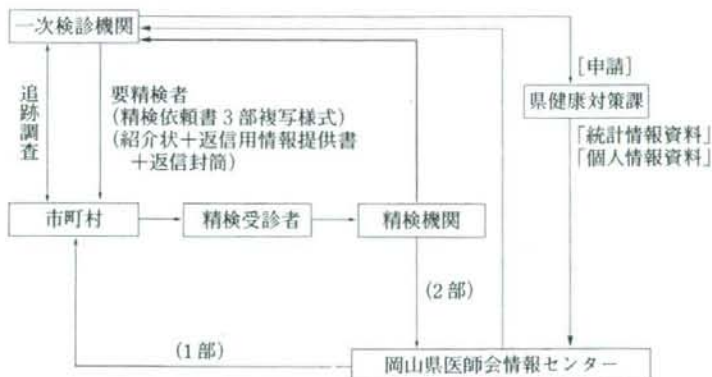 一次検診機関
[申請]
追跡調査
要精検者
(精検依頼書3部複写様式)
(紹介状+返信用情報提供書
+返信封筒)
県健康対策課
「統計情報資料」
「個人情報資料」
市町村
精検受診者
精検機関
(2部)
(1部)
岡山県医師会情報センター